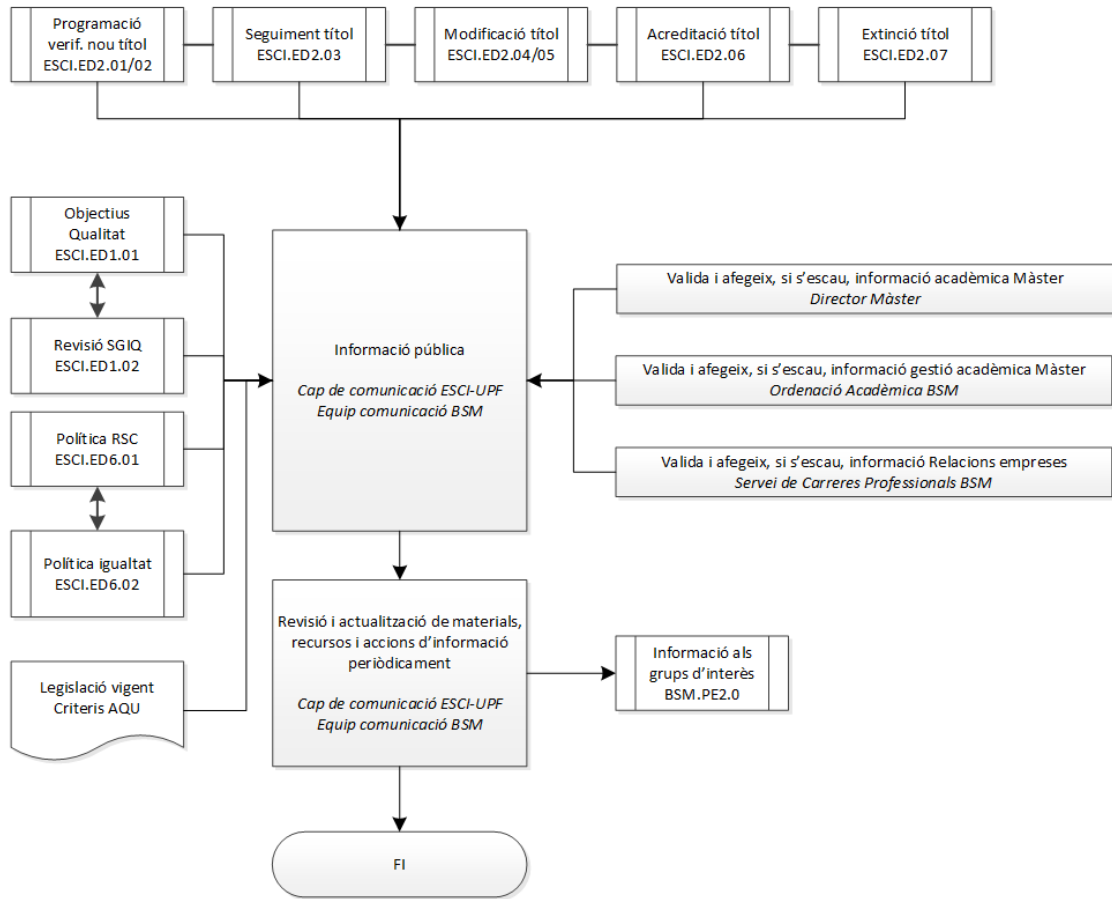 Programació
verif. nou títol
ESCI.ED2.01/02
Seguiment títol
ESCI.ED2.03
Modificació títol
ESCI.ED2.04/05
Acreditació títol
ESCI.ED2.06
Extinció títol
ESCI.ED2.07
Objectius
Qualitat
ESCI.ED1.01
Revisió SGIQ
ESCI.ED1.02
Política RSC
ESCI.ED6.01
Política igualtat
ESCI.ED6.02
Legislació vigent
Criteris AQU
Informació pública
Cap de comunicació ESCI-UPF
Equip comunicació BSM
Valida i afegeix, si s’escau, informació acadèmica Màster
Director Màster
Valida i afegeix, si s’escau, informació gestió acadèmica Màster
Ordenació Acadèmica BSM
Valida i afegeix, si s’escau, informació Relacions empreses
Servei de Carreres Professionals BSM
Revisió i actualització de materials,
recursos i accions d’informació
periòdicament
Cap de comunicació ESCI-UPF
Equip comunicació BSM
Informació als
grups d’interès
BSM.PE2.0
FI